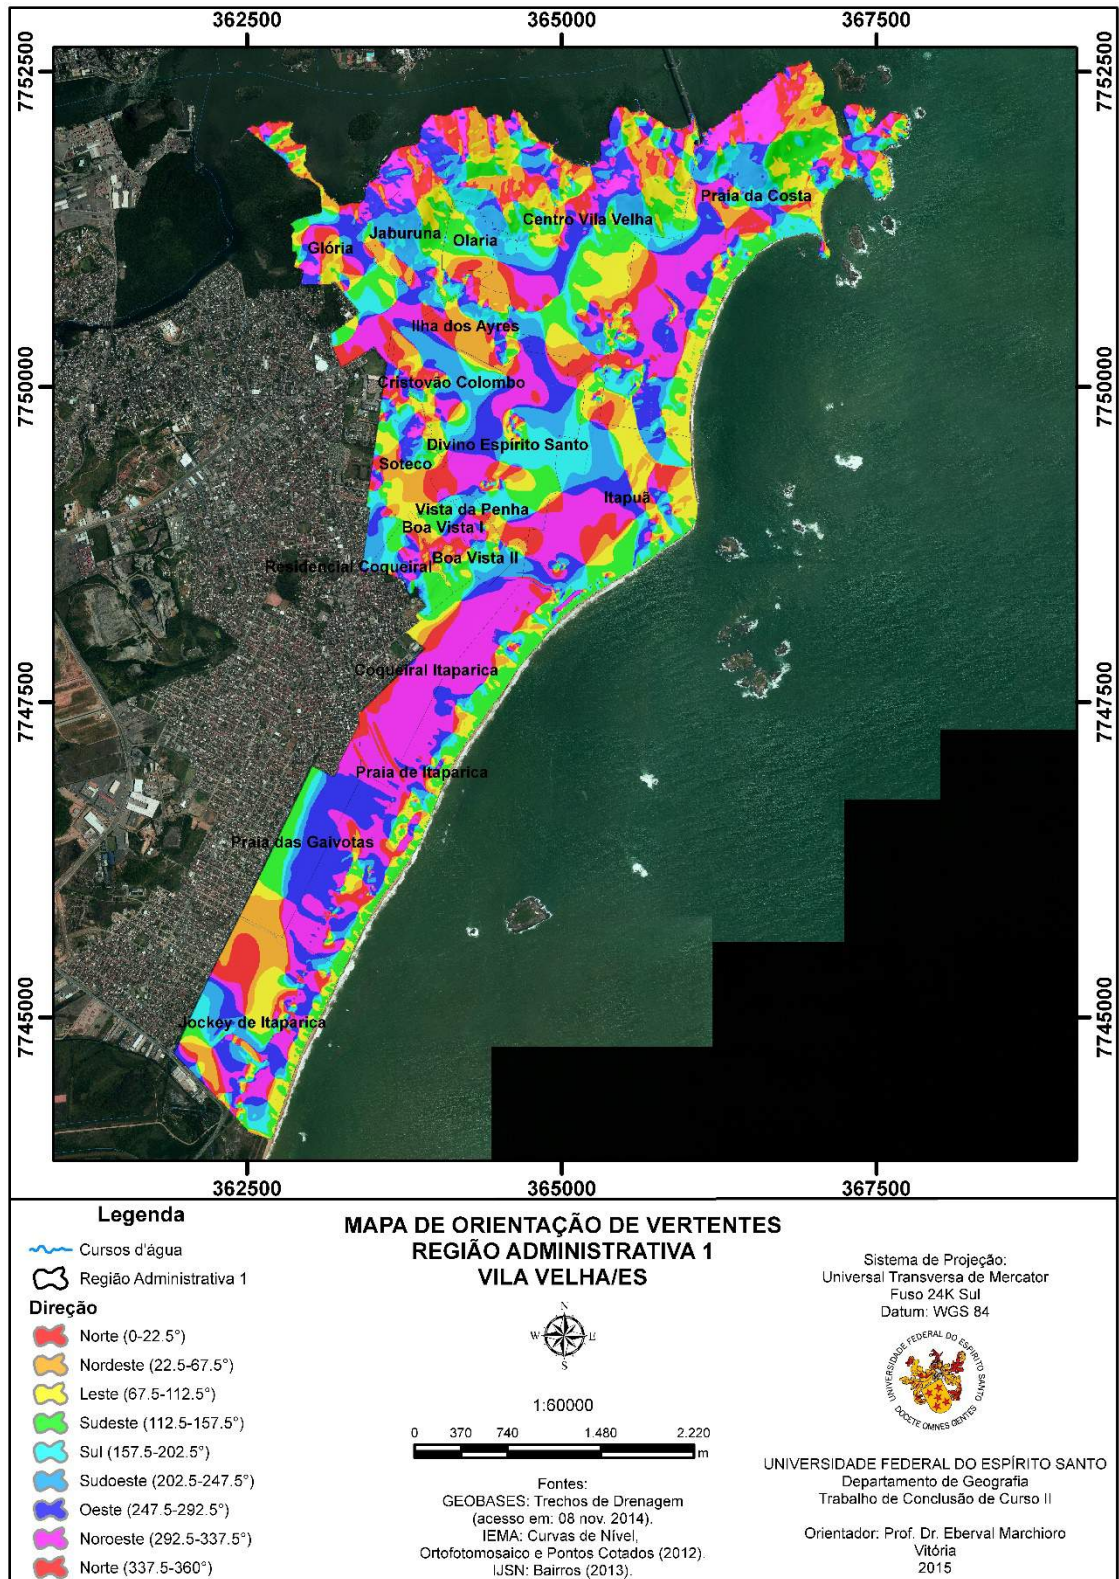 362500
365000
367500
7752500
7752500
Praia da Costa
Centro Vila Velha
Jaburuna
Olaria
Glória
Ilha dos Ayres
7750000
7750000
Cristovão Colombo
Divino Espírito Santo
Soteco
Itapuã
Vista da Penha
Boa Vista I
Boa Vista II
Residencial Coqueiral
Coqueiral Itaparica
7747500
7747500
Praia de Itaparica
Praia das Gaivotas
7745000
7745000
Jockey de Itaparica
362500
365000
367500
Legenda
Cursos d'água
Região Administrativa 1
Direção
Norte (0-22.5°)
Nordeste (22.5-67.5°)
Leste (67.5-112.5°)
Sudeste (112.5-157.5°)
Sul (157.5-202.5°)
Sudoeste (202.5-247.5°)
Oeste (247.5-292.5°)
Noroeste (292.5-337.5°)
Norte (337.5-360°)
MAPA DE ORIENTAÇÃO DE VERTENTES
REGIÃO ADMINISTRATIVA 1
VILA VELHA/ES
N
W E
S
1:60000
0 370 740 1.480 2.220
m
Fontes:
GEOBASES: Trechos de Drenagem
(acesso em: 08 nov. 2014).
IEMA: Curvas de Nível,
Ortofotomosaico e Pontos Cotados (2012).
IJSN: Bairros (2013).
Sistema de Projeção:
Universal Transversa de Mercator
Fuso 24K Sul
Datum: WGS 84
UNIVERSIDADE FEDERAL DO ESPÍRITO SANTO
DOCETE OMNES GENTES
UNIVERSIDADE FEDERAL DO ESPÍRITO SANTO
Departamento de Geografia
Trabalho de Conclusão de Curso II
Orientador: Prof. Dr. Eberval Marchioro
Vitória
2015